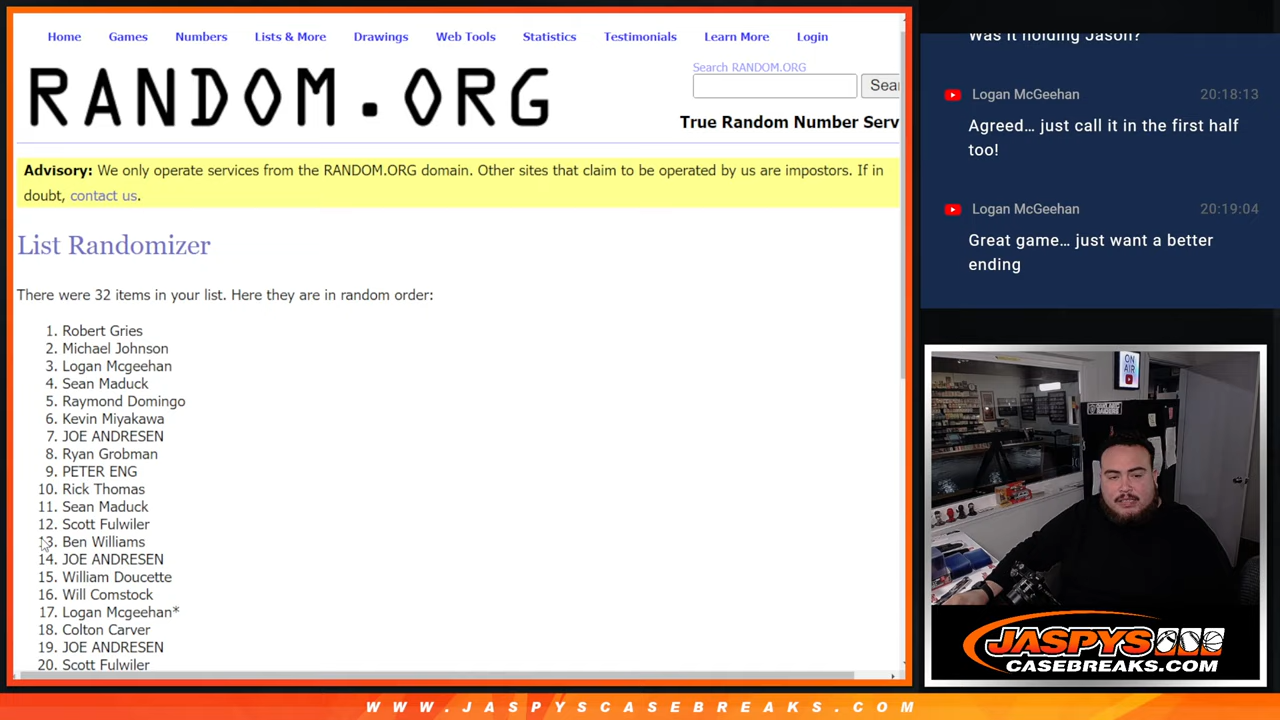 Home Games Numbers Lists & More Drawings Web Tools Statistics Testimonials Learn More Login
RANDOM.ORG
Search RANDOM.ORG
Sear
True Random Number Serv
Advisory: We only operate services from the RANDOM.ORG domain. Other sites that claim to be operated by us are impostors. If in
doubt, contact us.
List Randomizer
There were 32 items in your list. Here they are in random order:
1. Robert Gries
2. Michael Johnson
3. Logan Mcgeehan
4. Sean Maduck
5. Raymond Domingo
6. Kevin Miyakawa
7. JOE ANDRESEN
8. Ryan Grobman
9. PETER ENG
10. Rick Thomas
11. Sean Maduck
12. Scott Fulwiler
13. Ben Williams
14. JOE ANDRESEN
15. William Doucette
16. Will Comstock
17. Logan Mcgeehan*
18. Colton Carver
19. JOE ANDRESEN
20. Scott Fulwiler
Was it holding Jason?
Logan McGeehan 20:18:13
Agreed… just call it in the first half
too!
Logan McGeehan 20:19:04
Great game… just want a better
ending
ON
AIR
JASPYS
CASEBREAKS.COM
WWW.JASPYSCASEBREAKS.COM